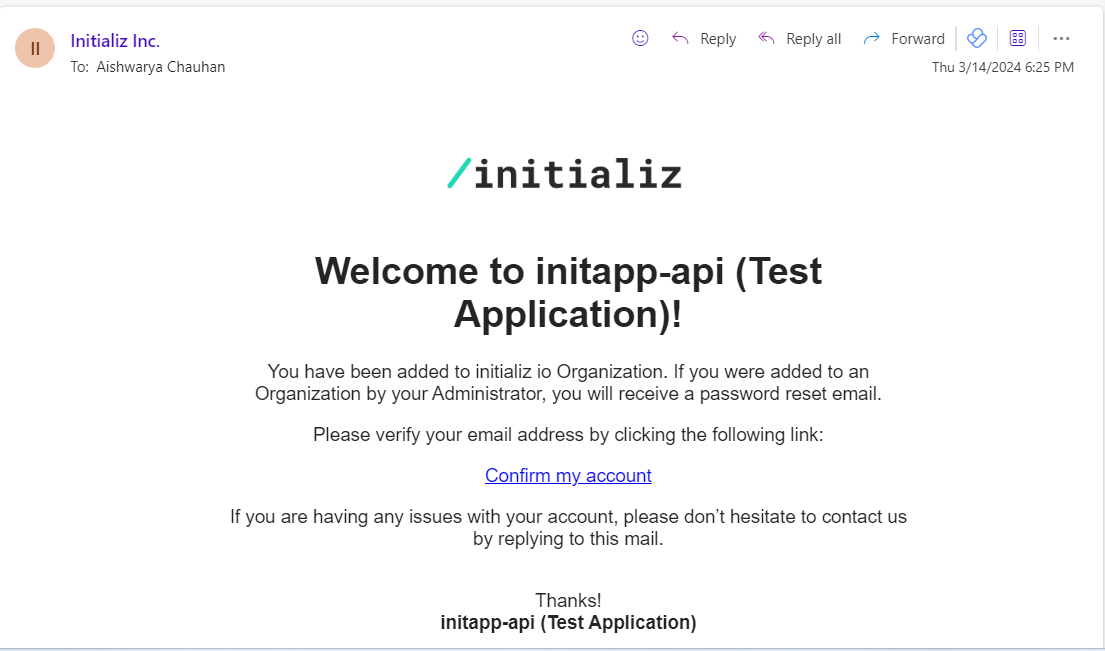 II
Initializ Inc.
To: Aishwarya Chauhan
Reply
Reply all
Forward
Thu 3/14/2024 6:25 PM
/initializ
Welcome to initapp-api (Test
Application)!
You have been added to initializ io Organization. If you were added to an
Organization by your Administrator, you will receive a password reset email.
Please verify your email address by clicking the following link:
Confirm my account
If you are having any issues with your account, please don’t hesitate to contact us
by replying to this mail.
Thanks!
initapp-api (Test Application)